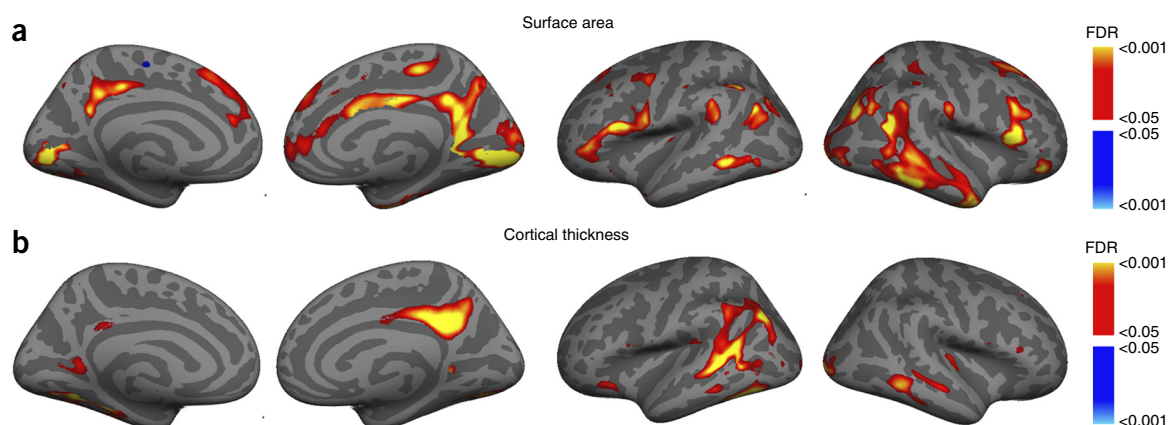 a
Surface area
FDR
<0.001
<0.05
<0.05
<0.001
b
Cortical thickness
FDR
<0.001
<0.05
<0.05
<0.001